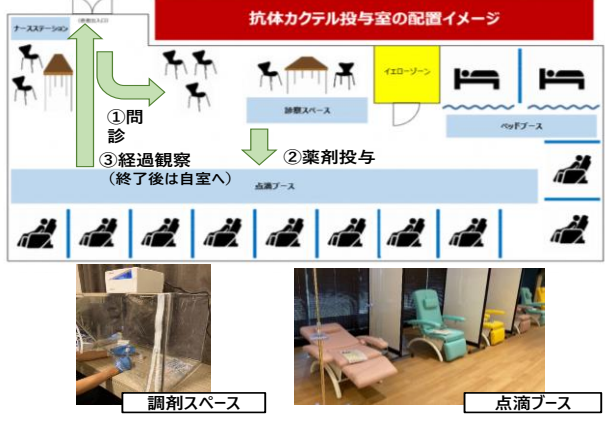 抗体カクテル投与室の配置イメージ
ナースステーション
イエローゾーン
①問
診
診察スペース
ベッドブース
②薬剤投与
③経過観察
（終了後は自室へ）
点滴ブース
調剤スペース
点滴ブース